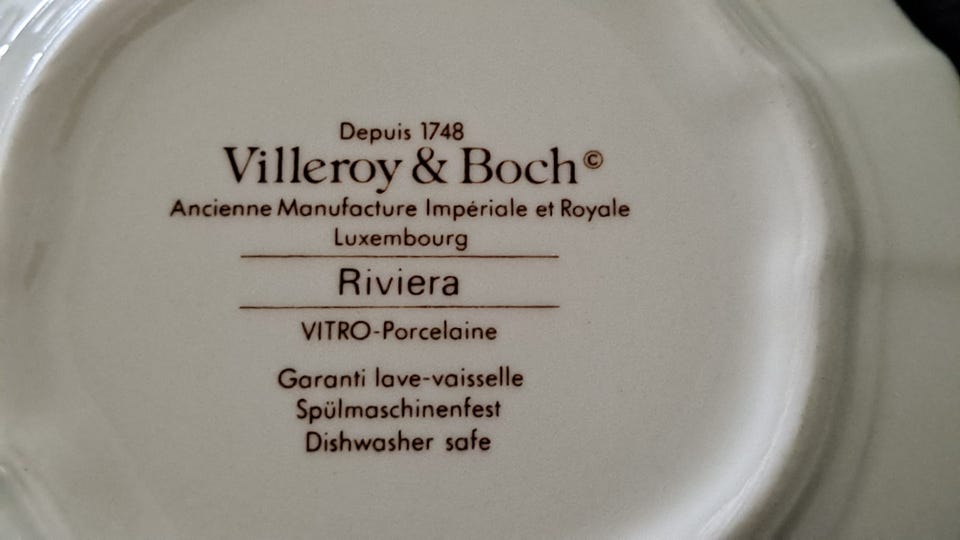 Depuis 1748
Villeroy & Boch©
Ancienne Manufacture Impériale et Royale
Luxembourg
Riviera
VITRO-Porcelaine
Garanti lave-vaisselle
Spülmaschinenfest
Dishwasher safe